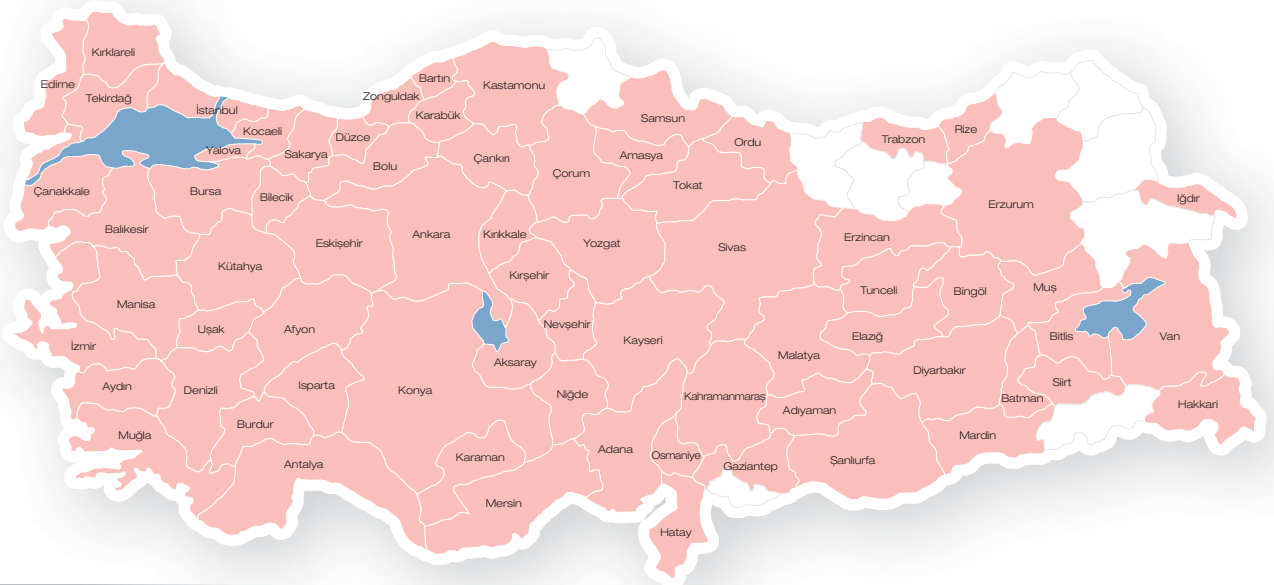 Kırklareli
Edirne
Tekirdağ
İstanbul
Kocaeli
Yalova
Sakarya
Düzce
Zonguldak
Bartın
Karabük
Kastamonu
Bolu
Çankırı
Samsun
Amasya
Çorum
Ordu
Tokat
Trabzon
Rize
Çanakkale
Bursa
Bilecik
Balıkesir
Eskişehir
Ankara
Kırıkkale
Yozgat
Sivas
Erzincan
Erzurum
Iğdır
Kütahya
Kırşehir
Manisa
Uşak
Afyon
Nevşehir
Kayseri
Tunceli
Bingöl
Muş
Elazığ
Bitlis
Van
İzmir
Aksaray
Malatya
Aydın
Denizli
Isparta
Konya
Niğde
Kahramanmaraş
Adıyaman
Diyarbakır
Siirt
Batman
Hakkari
Muğla
Burdur
Antalya
Karaman
Adana
Osmaniye
Gaziantep
Şanlıurfa
Mardin
Mersin
Hatay